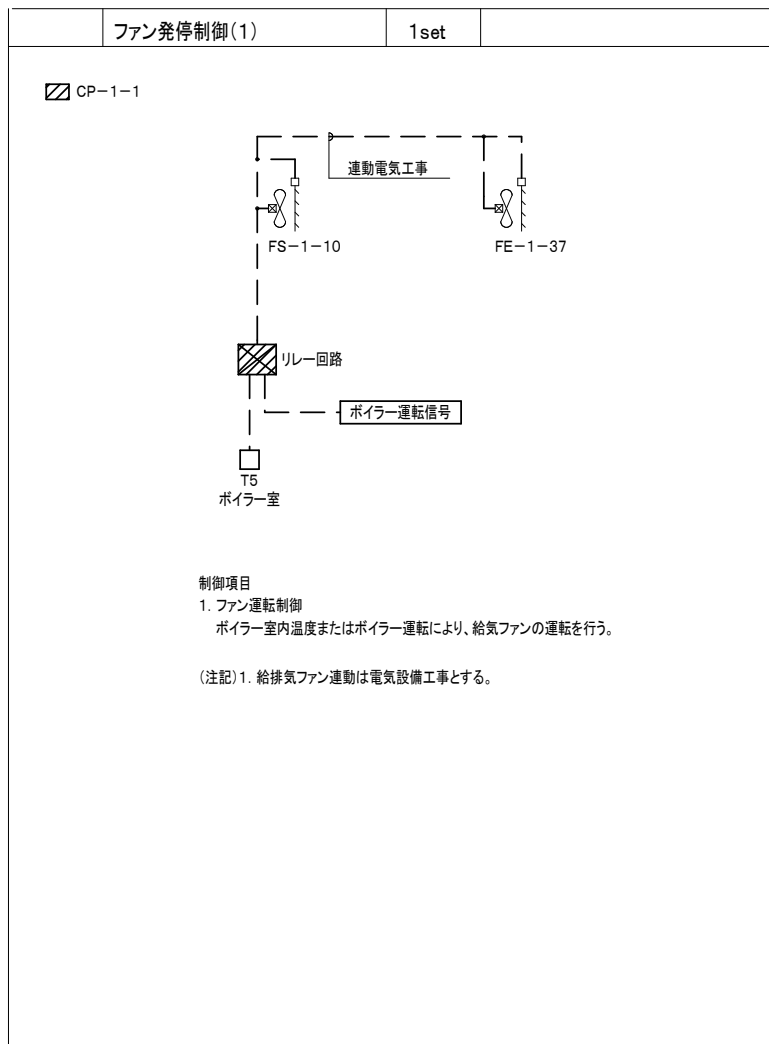 ファン発停制御(1) 1set
CP-1-1
連動電気工事
FS-1-10 FE-1-37
リレー回路
ボイラー運転信号
T5
ボイラー室
制御項目
1. ファン運転制御
ボイラー室内温度またはボイラー運転により、給気ファンの運転を行う。
(注記)1. 給排気ファン連動は電気設備工事とする。